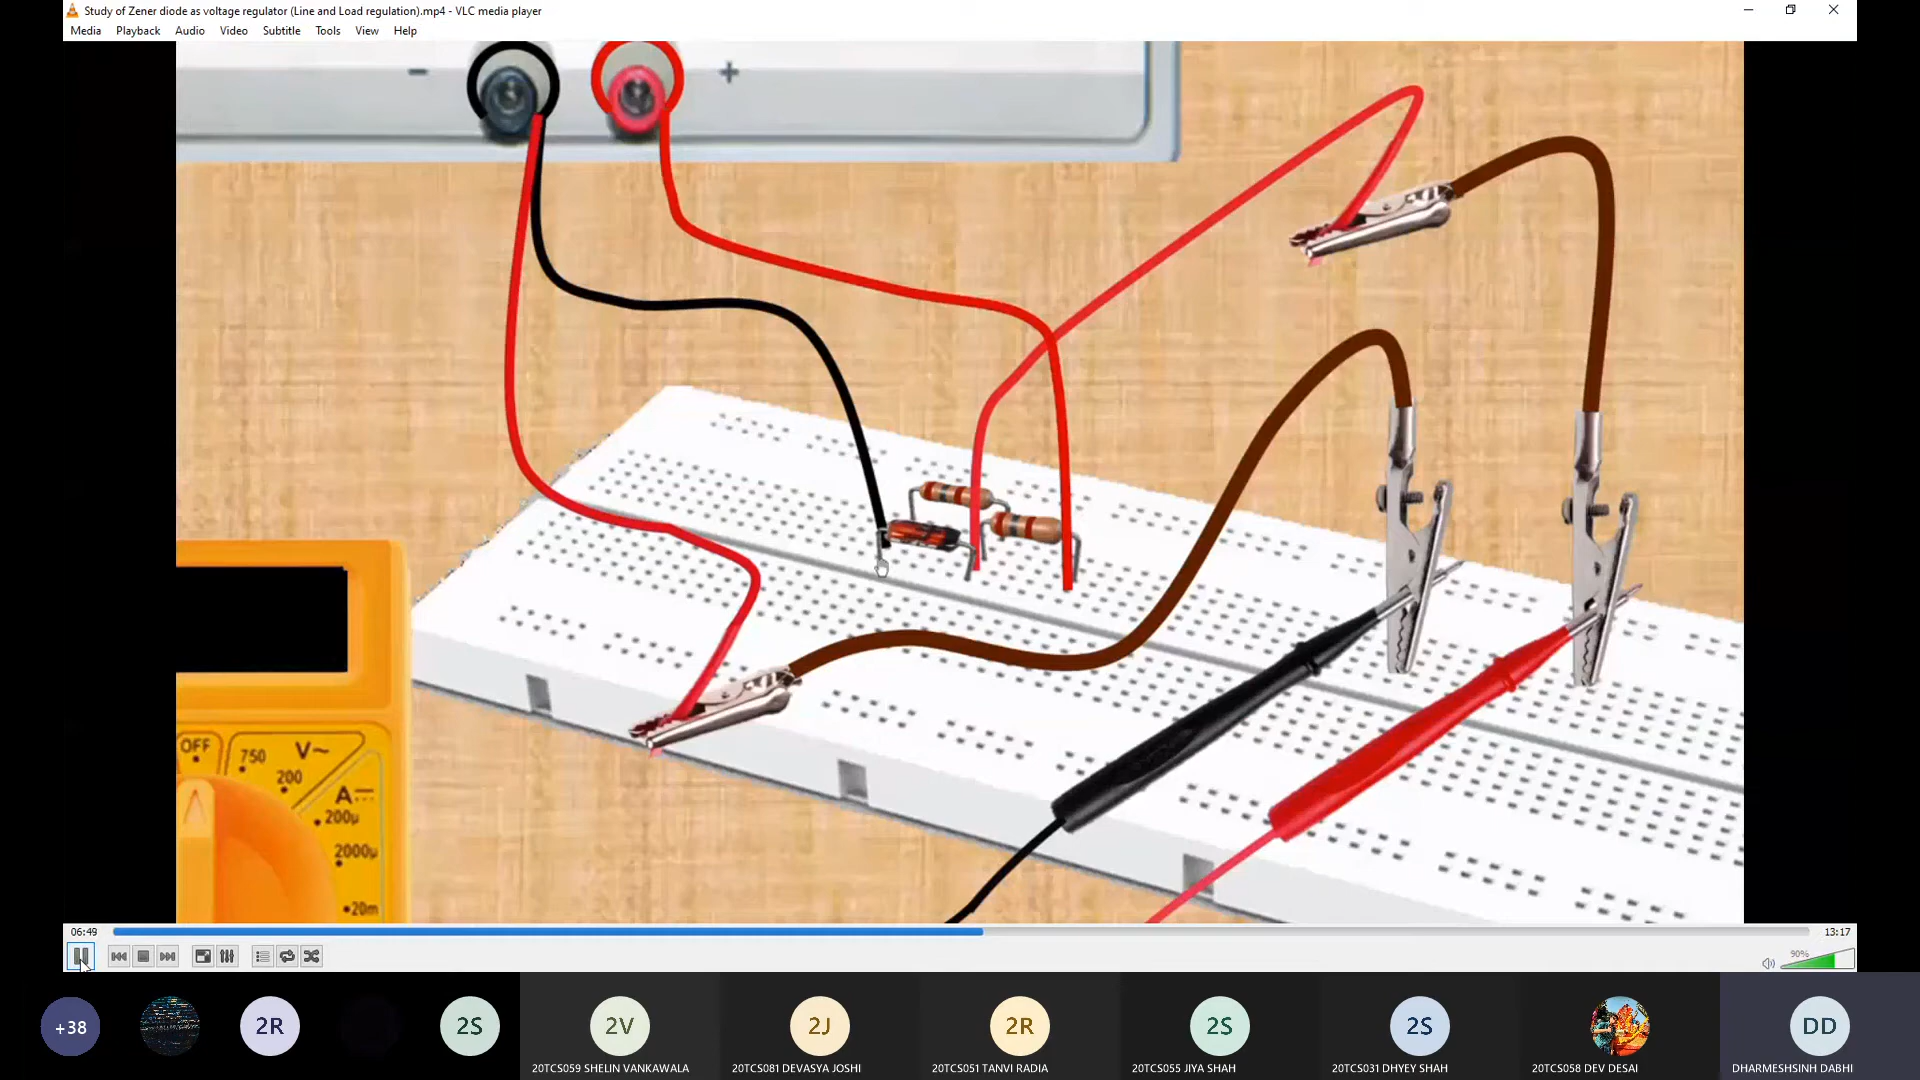 Study of Zener diode as voltage regulator (Line and Load regulation).mp4 - VLC media player
Media Playback Audio Video Subtitle Tools View Help
- +
OFF
750
V~
200
A
200µ
2000µ
20m
06:49
13:17
90%
+38
2R
2S
2V
2J
2R
2S
2S
DD
20TCS059 SHELIN VANKAWALA
20TCS081 DEVASYA JOSHI
20TCS051 TANVI RADIA
20TCS055 JIYA SHAH
20TCS031 DHYEY SHAH
20TCS058 DEV DESAI
DHARMESHSINH DABHI